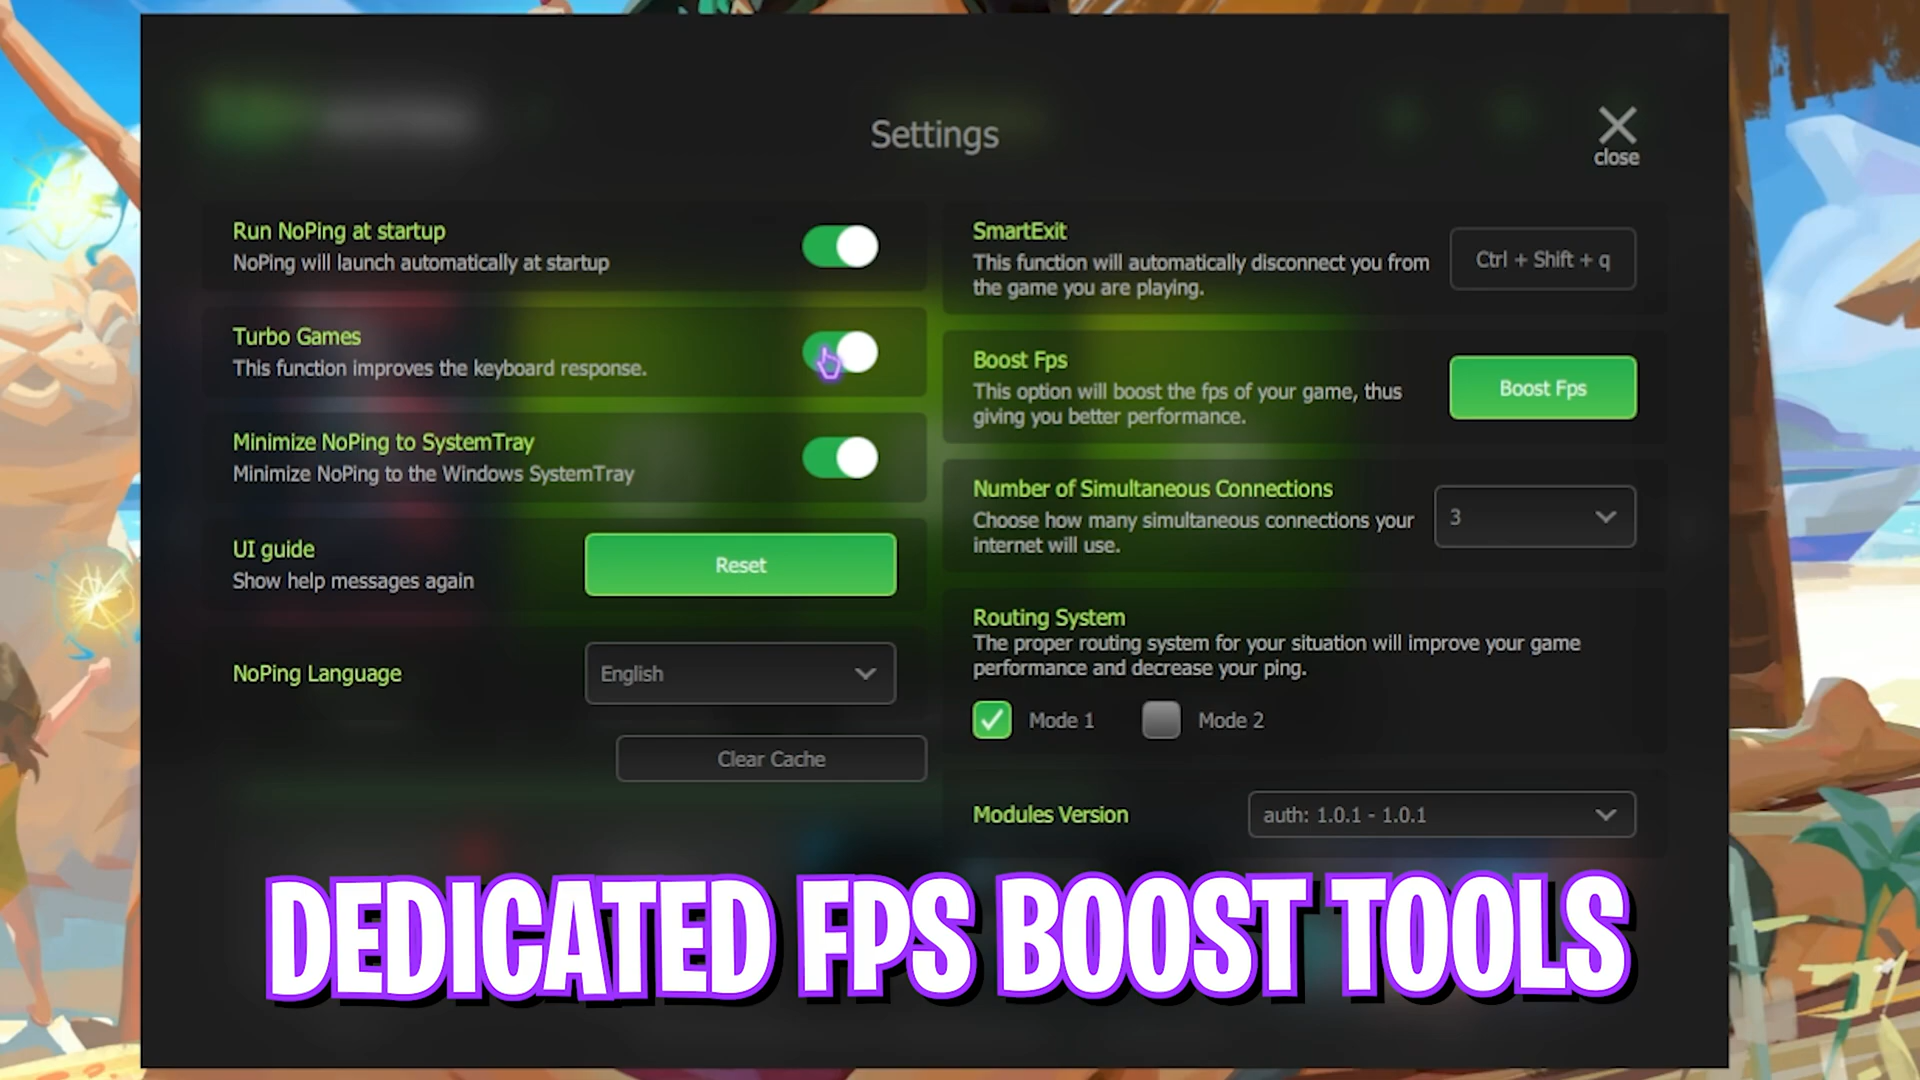 Settings
close
Run NoPing at startup
NoPing will launch automatically at startup
Turbo Games
This function improves the keyboard response.
Minimize NoPing to SystemTray
Minimize NoPing to the Windows SystemTray
UI guide
Show help messages again
Reset
NoPing Language
English
Clear Cache
SmartExit
This function will automatically disconnect you from
the game you are playing.
Ctrl + Shift + q
Boost Fps
This option will boost the fps of your game, thus
giving you better performance.
Boost Fps
Number of Simultaneous Connections
Choose how many simultaneous connections your
internet will use.
3
Routing System
The proper routing system for your situation will improve your game
performance and decrease your ping.
Mode 1 Mode 2
Modules Version
auth: 1.0.1 - 1.0.1
DEDICATED FPS BOOST TOOLS